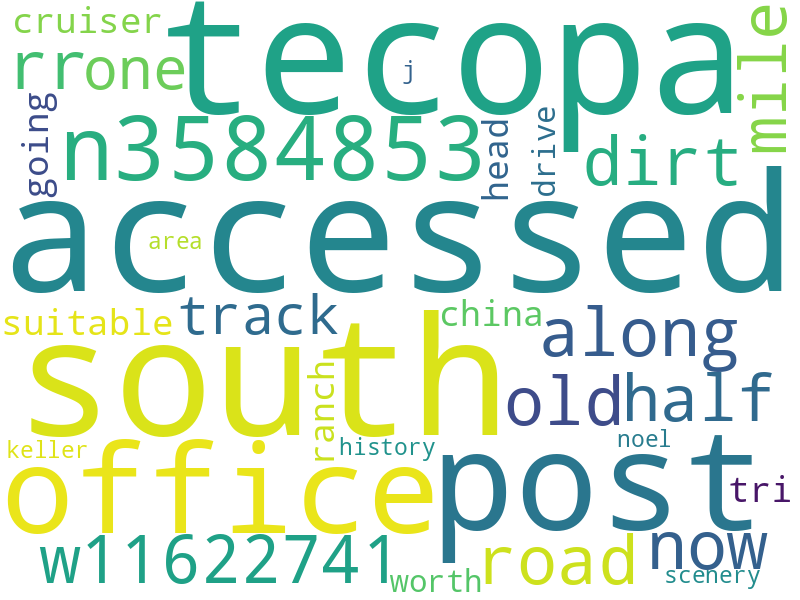 cruiser
tecopa
mile
rrone
j
going
n3584853
head
drive
dirt
accessed
area
suitable
track
china
along
south
ranch
old
half
keller
office
history
post
noel
tri
w11622741
worth
road
now
scenery